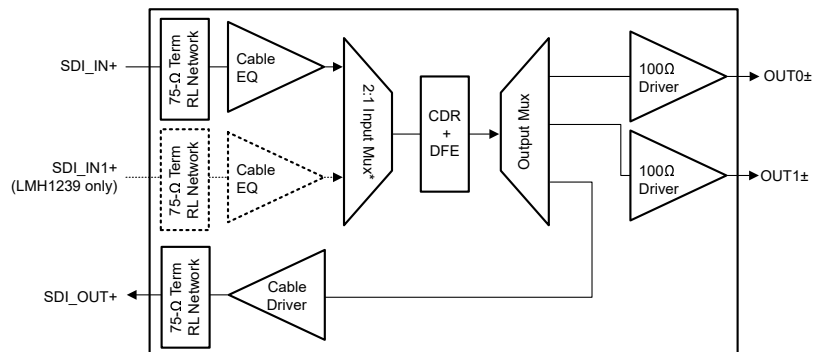 SDI_IN+
75-Ω Term
RL Network
Cable
EQ
SDI_IN1+
(LMH1239 only)
75-Ω Term
RL Network
Cable
EQ
2:1 Input Mux*
CDR
+
DFE
Output Mux
100Ω
Driver
OUT0±
100Ω
Driver
OUT1±
SDI_OUT+
75-Ω Term
RL Network
Cable
Driver